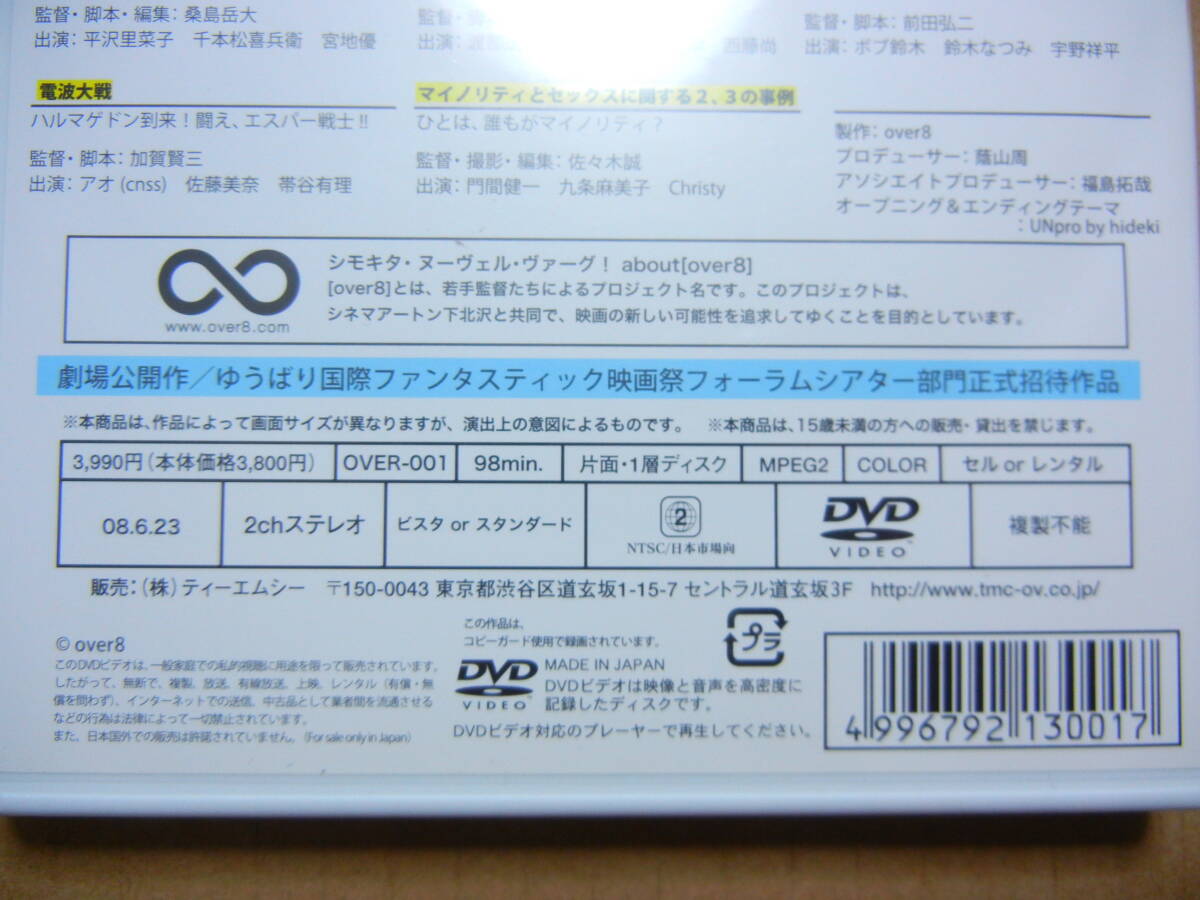 監督・脚本・編集：桑島岳大
出演：平沢里菜子　千本松喜兵衛　宮地優
監督・
出演：
西藤尚
監督・脚本：前田弘二
出演：ボブ鈴木　鈴木なつみ　宇野祥平
電波大戦
ハルマゲドン到来！闘え、エスパー戦士!!
監督・脚本：加賀賢三
出演：アオ(cnss)　佐藤美奈　帯谷有理
マイノリティとセックスに関する2、3の事例
ひとは、誰もがマイノリティ？
監督・撮影・編集：佐々木誠
出演：門間健一　九条麻美子　Christy
製作：over8
プロデューサー：蔭山周
アソシエイトプロデューサー：福島拓哉
オープニング＆エンディングテーマ
：UNpro by hideki
www.over8.com
シモキタ・ヌーヴェル・ヴァーグ！about[over8]
[over8]とは、若手監督たちによるプロジェクト名です。このプロジェクトは、
シネマアートン下北沢と共同で、映画の新しい可能性を追求してゆくことを目的としています。
劇場公開作／ゆうばり国際ファンタスティック映画祭フォーラムシアター部門正式招待作品
※本商品は、作品によって画面サイズが異なりますが、演出上の意図によるものです。　※本商品は、15歳未満の方への販売・貸出を禁じます。
3,990円(本体価格3,800円)　OVER-001　98min.　片面・1層ディスク　MPEG2　COLOR　セル or レンタル
08.6.23　2chステレオ　ビスタ or スタンダード　2　NTSC/日本市場向　DVD VIDEO　複製不能
販売：(株)ティーエムシー　〒150-0043 東京都渋谷区道玄坂1-15-7 セントラル道玄坂3F　http://www.tmc-ov.co.jp/
© over8
このDVDビデオは、一般家庭での私的視聴に用途を限って販売されています。
したがって、無断で、複製、放送、有線放送、上映、レンタル（有償・無
償を問わず）、インターネットでの送信、中古品として業者間を流通させる
などの行為は法律によって一切禁止されています。
また、日本国外での販売は許諾されていません。(For sale only in Japan)
この作品は、
コピーガード使用で録画されています。
プラ
DVD VIDEO
MADE IN JAPAN
DVDビデオは映像と音声を高密度に
記録したディスクです。
DVDビデオ対応のプレーヤーで再生してください。
4 996792 130017